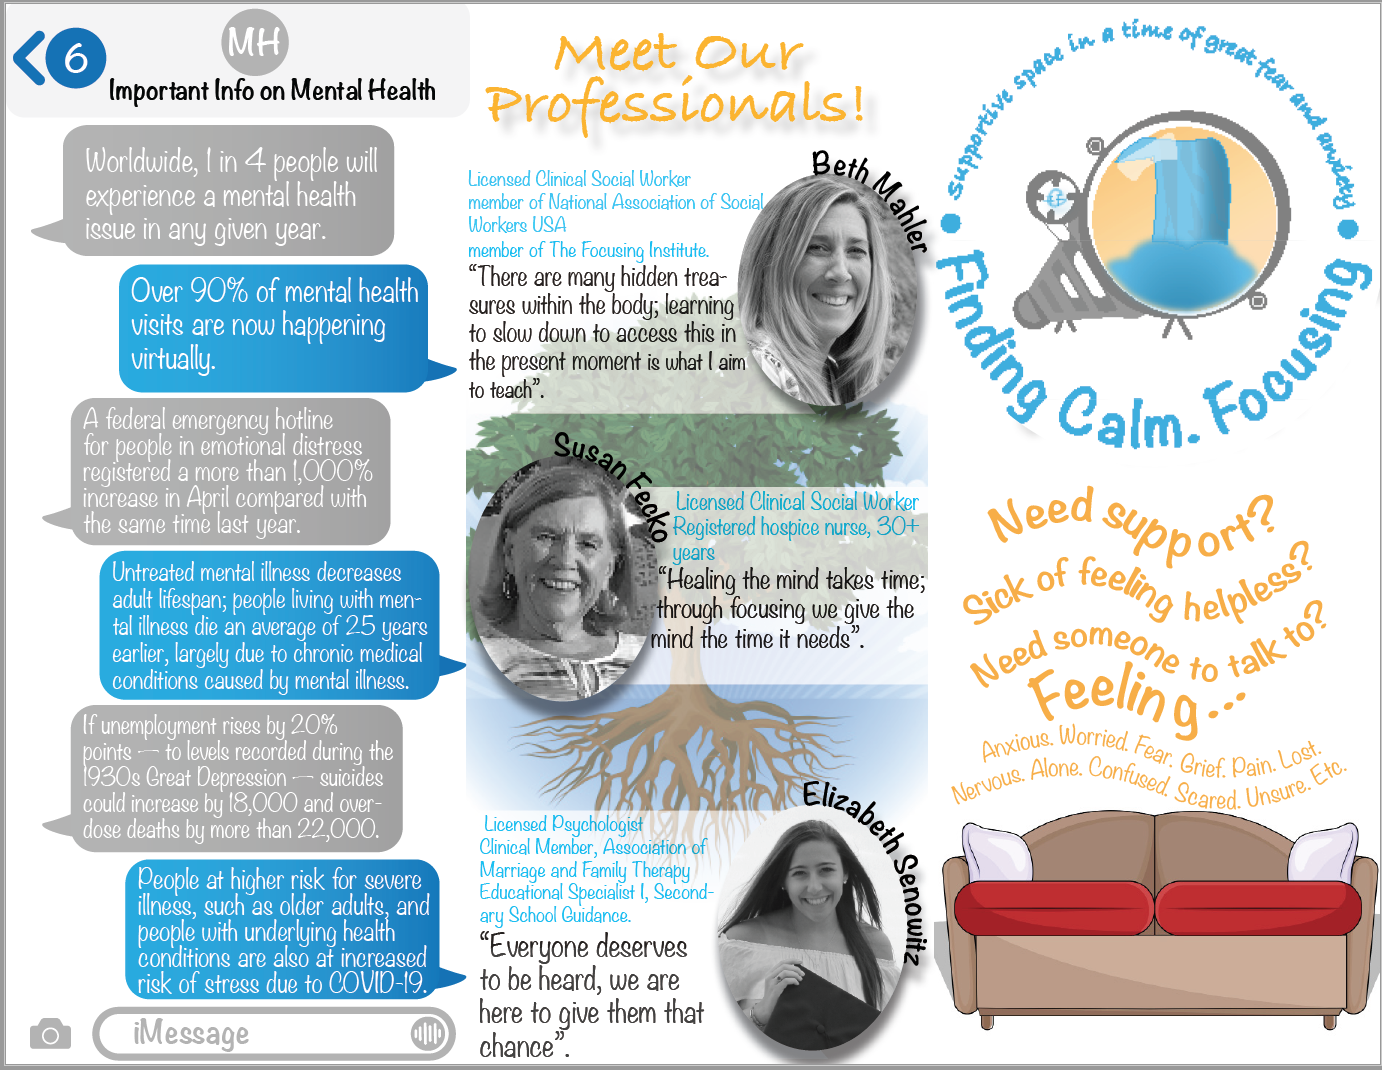 6
MH
Important Info on Mental Health
Worldwide, 1 in 4 people will
experience a mental health
issue in any given year.
Over 90% of mental health
visits are now happening
virtually.
A federal emergency hotline
for people in emotional distress
registered a more than 1,000%
increase in April compared with
the same time last year.
Untreated mental illness decreases
adult lifespan; people living with men-
tal illness die an average of 25 years
earlier, largely due to chronic medical
conditions caused by mental illness.
If unemployment rises by 20%
points — to levels recorded during the
1930s Great Depression — suicides
could increase by 18,000 and over-
dose deaths by more than 22,000.
People at higher risk for severe
illness, such as older adults, and
people with underlying health
conditions are also at increased
risk of stress due to COVID-19.
iMessage
Meet Our
Professionals!
Beth Mahler
Licensed Clinical Social Worker
member of National Association of Social
Workers USA
member of The Focusing Institute.
“There are many hidden trea-
sures within the body; learning
to slow down to access this in
the present moment is what I aim
to teach”.
Susan Fecko
Licensed Clinical Social Worker
Registered hospice nurse, 30+
years
“Healing the mind takes time;
through focusing we give the
mind the time it needs”.
Elizabeth Senowitz
Licensed Psychologist
Clinical Member, Association of
Marriage and Family Therapy
Educational Specialist I, Second-
ary School Guidance.
“Everyone deserves
to be heard, we are
here to give them that
chance”.
supportive space in a time of great fear and anxiety
Finding Calm. Focusing
Need support?
Sick of feeling helpless?
Need someone to talk to?
Feeling...
Anxious. Worried. Fear. Grief. Pain. Lost.
Nervous. Alone. Confused. Scared. Unsure. Etc.